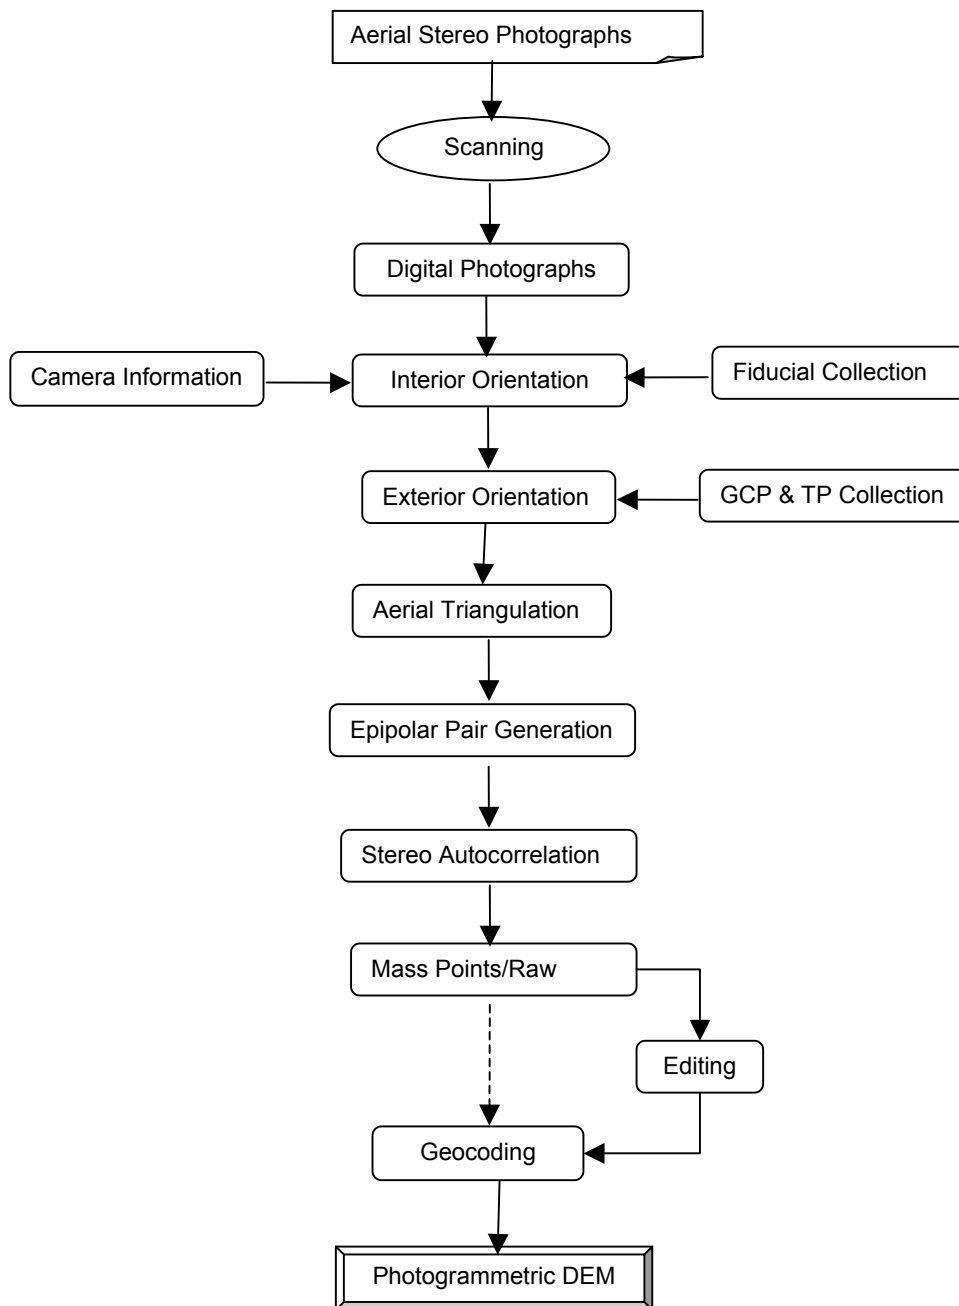 Aerial Stereo Photographs
Scanning
Digital Photographs
Camera Information
Interior Orientation
Fiducial Collection
Exterior Orientation
GCP & TP Collection
Aerial Triangulation
Epipolar Pair Generation
Stereo Autocorrelation
Mass Points/Raw
Editing
Geocoding
Photogrammetric DEM